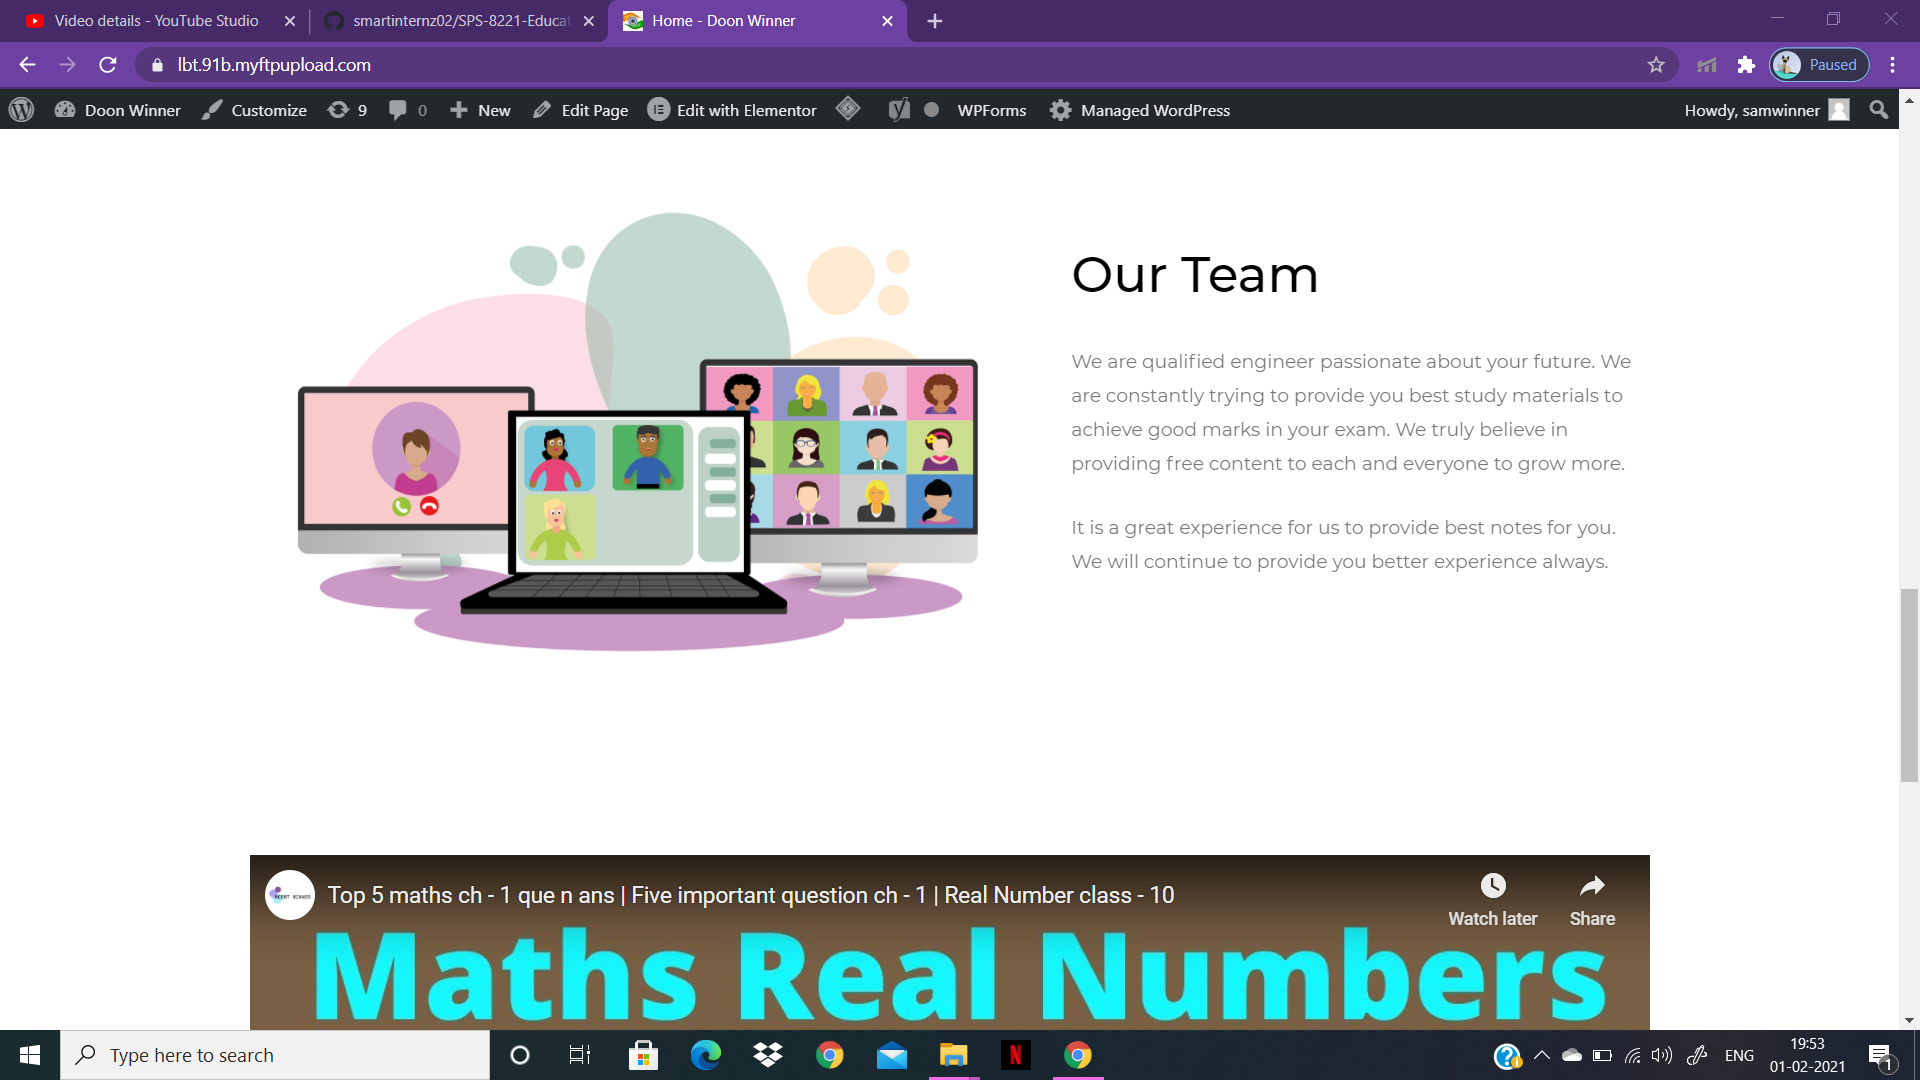 Video details - YouTube Studio
smartinternz02/SPS-8221-Educat
Home - Doon Winner
lbt.91b.myftpupload.com
Paused
Doon Winner
Customize
9
0
New
Edit Page
Edit with Elementor
WPForms
Managed WordPress
Howdy, samwinner
Our Team
We are qualified engineer passionate about your future. We
are constantly trying to provide you best study materials to
achieve good marks in your exam. We truly believe in
providing free content to each and everyone to grow more.
It is a great experience for us to provide best notes for you.
We will continue to provide you better experience always.
Top 5 maths ch - 1 que n ans | Five important question ch - 1 | Real Number class - 10
Watch later
Share
Maths Real Numbers
Type here to search
ENG
19:53
01-02-2021
1